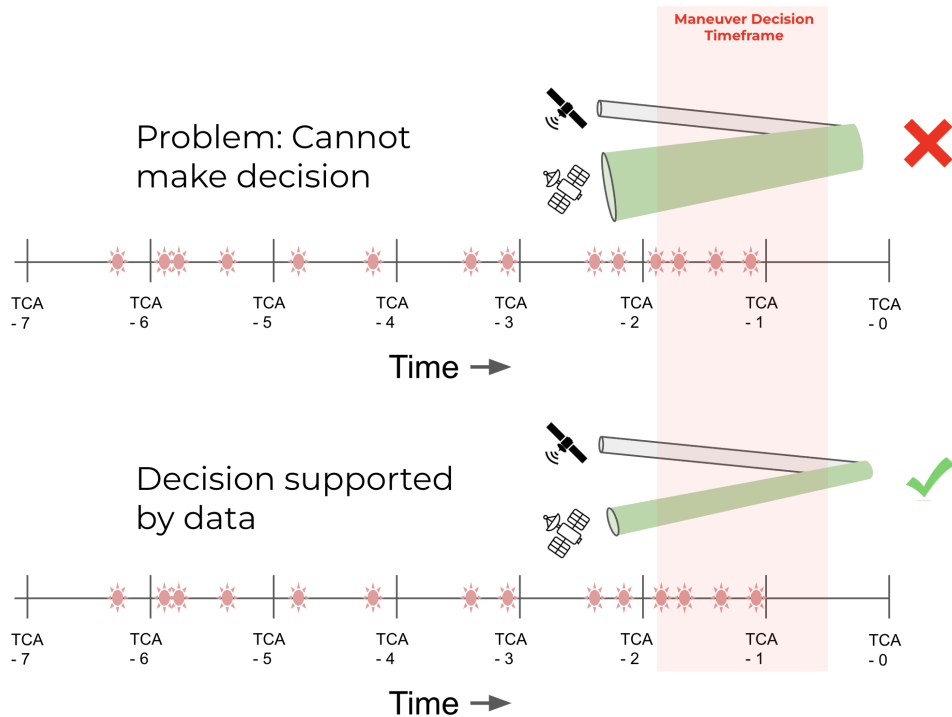 Maneuver Decision
Timeframe
Problem: Cannot
make decision
TCA
- 7
TCA
- 6
TCA
- 5
TCA
- 4
TCA
- 3
TCA
- 2
TCA
- 1
TCA
- 0
Time
Decision supported
by data
TCA
- 7
TCA
- 6
TCA
- 5
TCA
- 4
TCA
- 3
TCA
- 2
TCA
- 1
TCA
- 0
Time